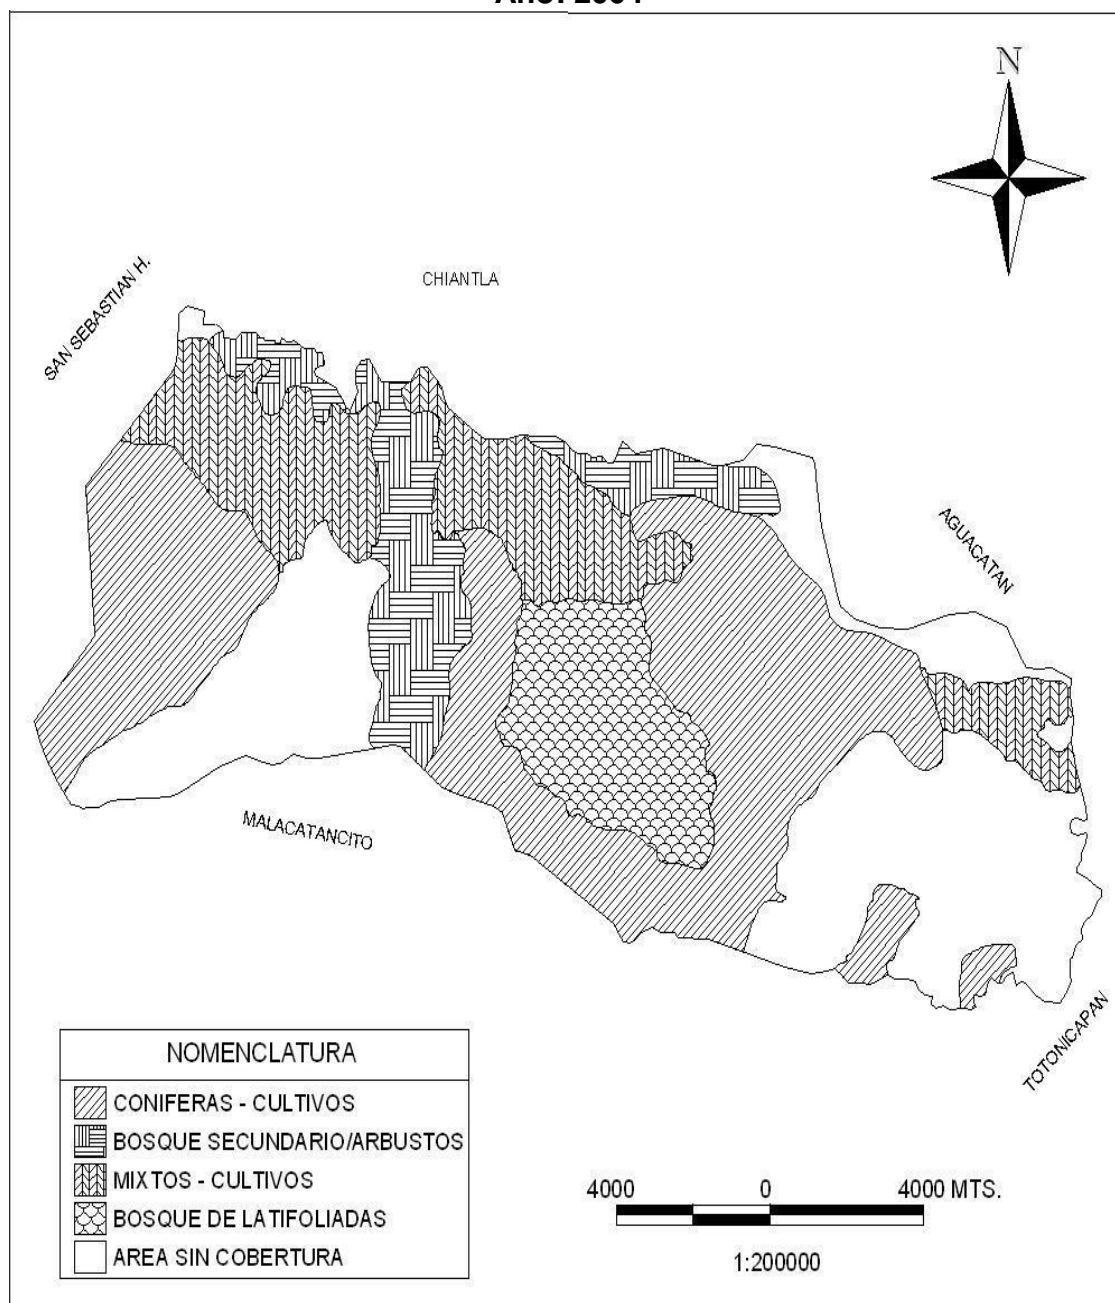 N
CHIANTLA
SAN SEBASTIAN H.
AGUACATAN
MALACATANCITO
TOTONICAPAN
NOMENCLATURA
CONIFERAS - CULTIVOS
BOSQUE SECUNDARIO/ARBUSTOS
MIXTOS - CULTIVOS
BOSQUE DE LATIFOLIADAS
AREA SIN COBERTURA
4000 0 4000 MTS.
1:200000